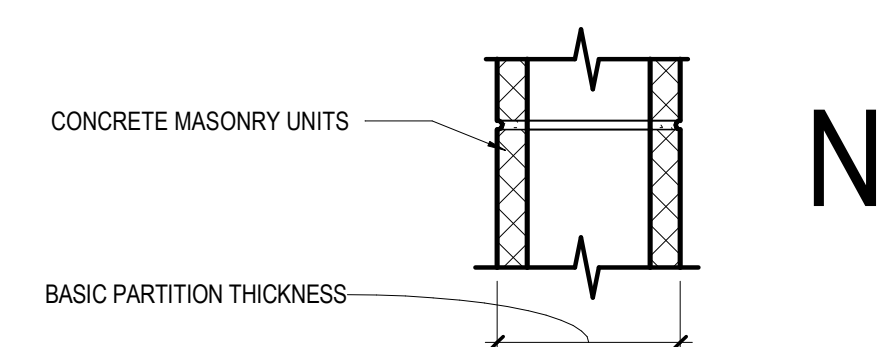 CONCRETE MASONRY UNITS
N
BASIC PARTITION THICKNESS